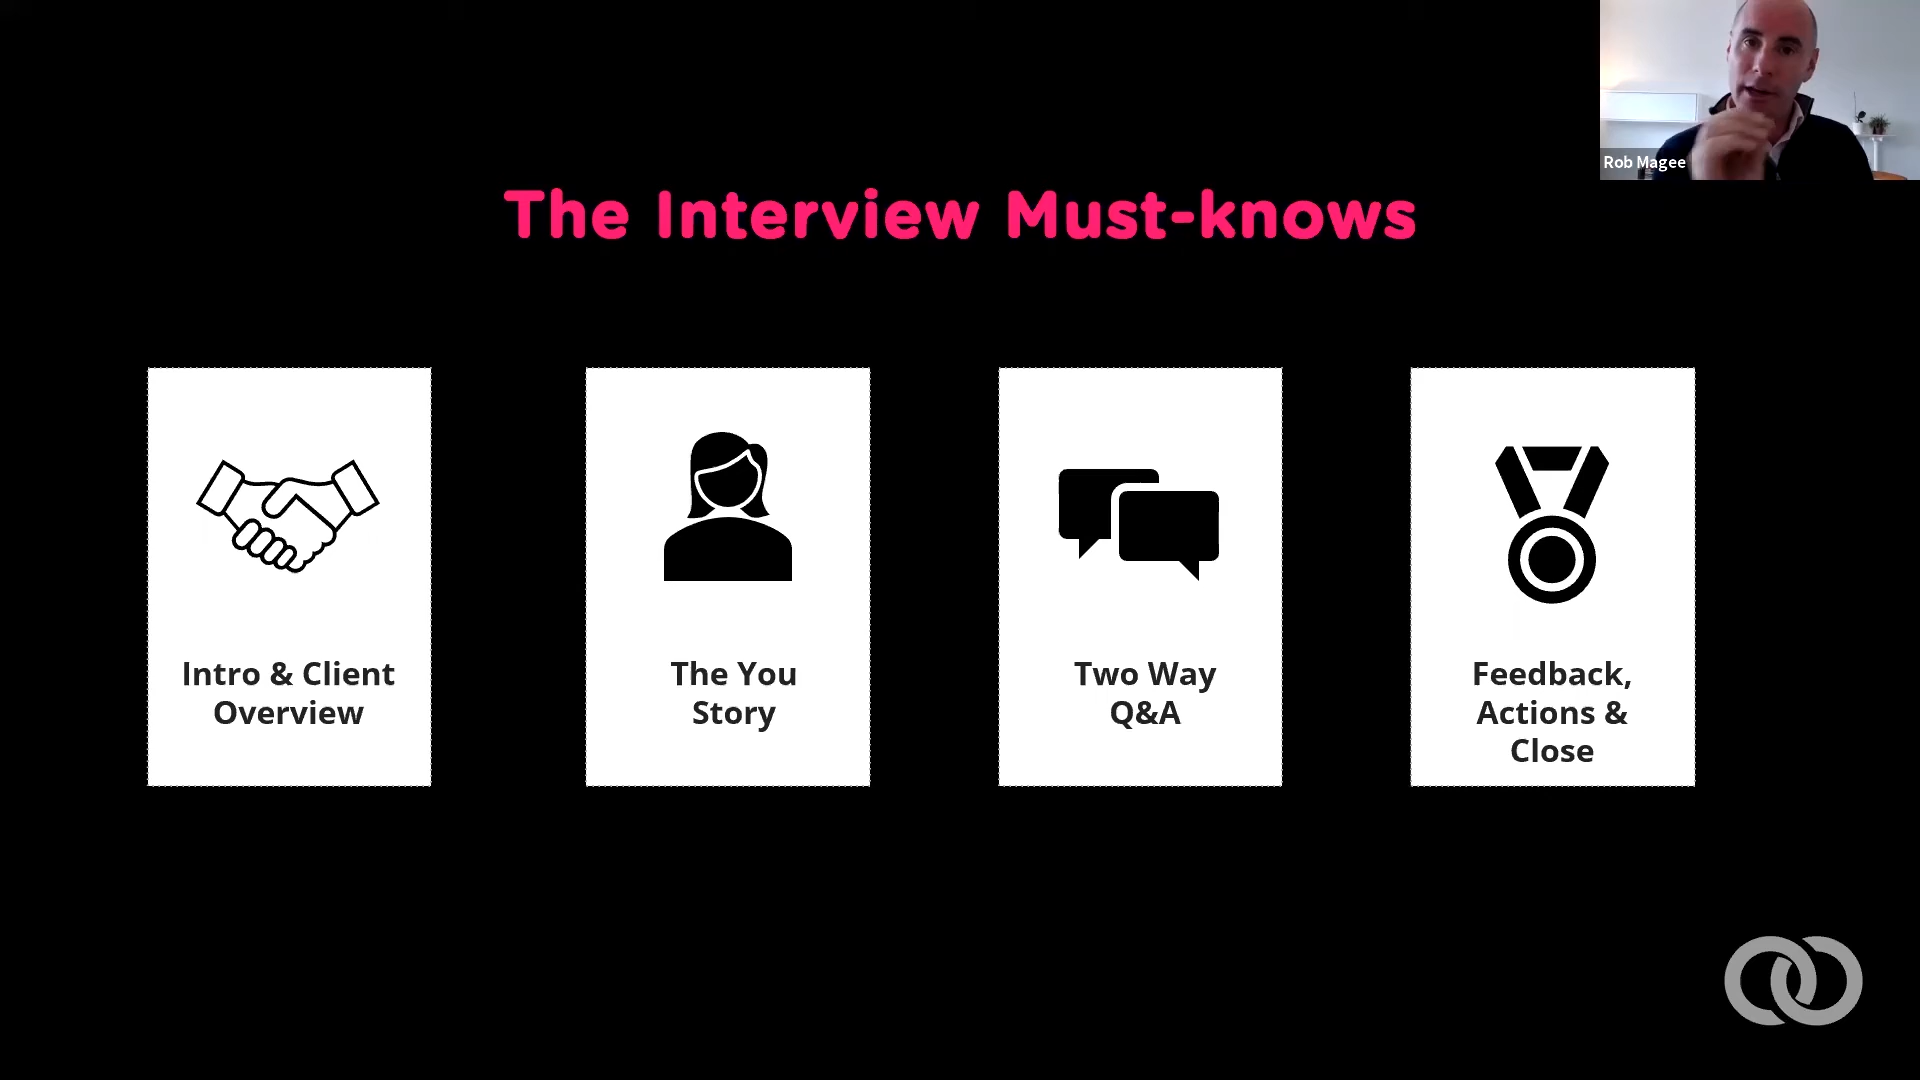 Rob Magee
The Interview Must-knows
Intro & Client
Overview
The You
Story
Two Way
Q&A
Feedback,
Actions &
Close